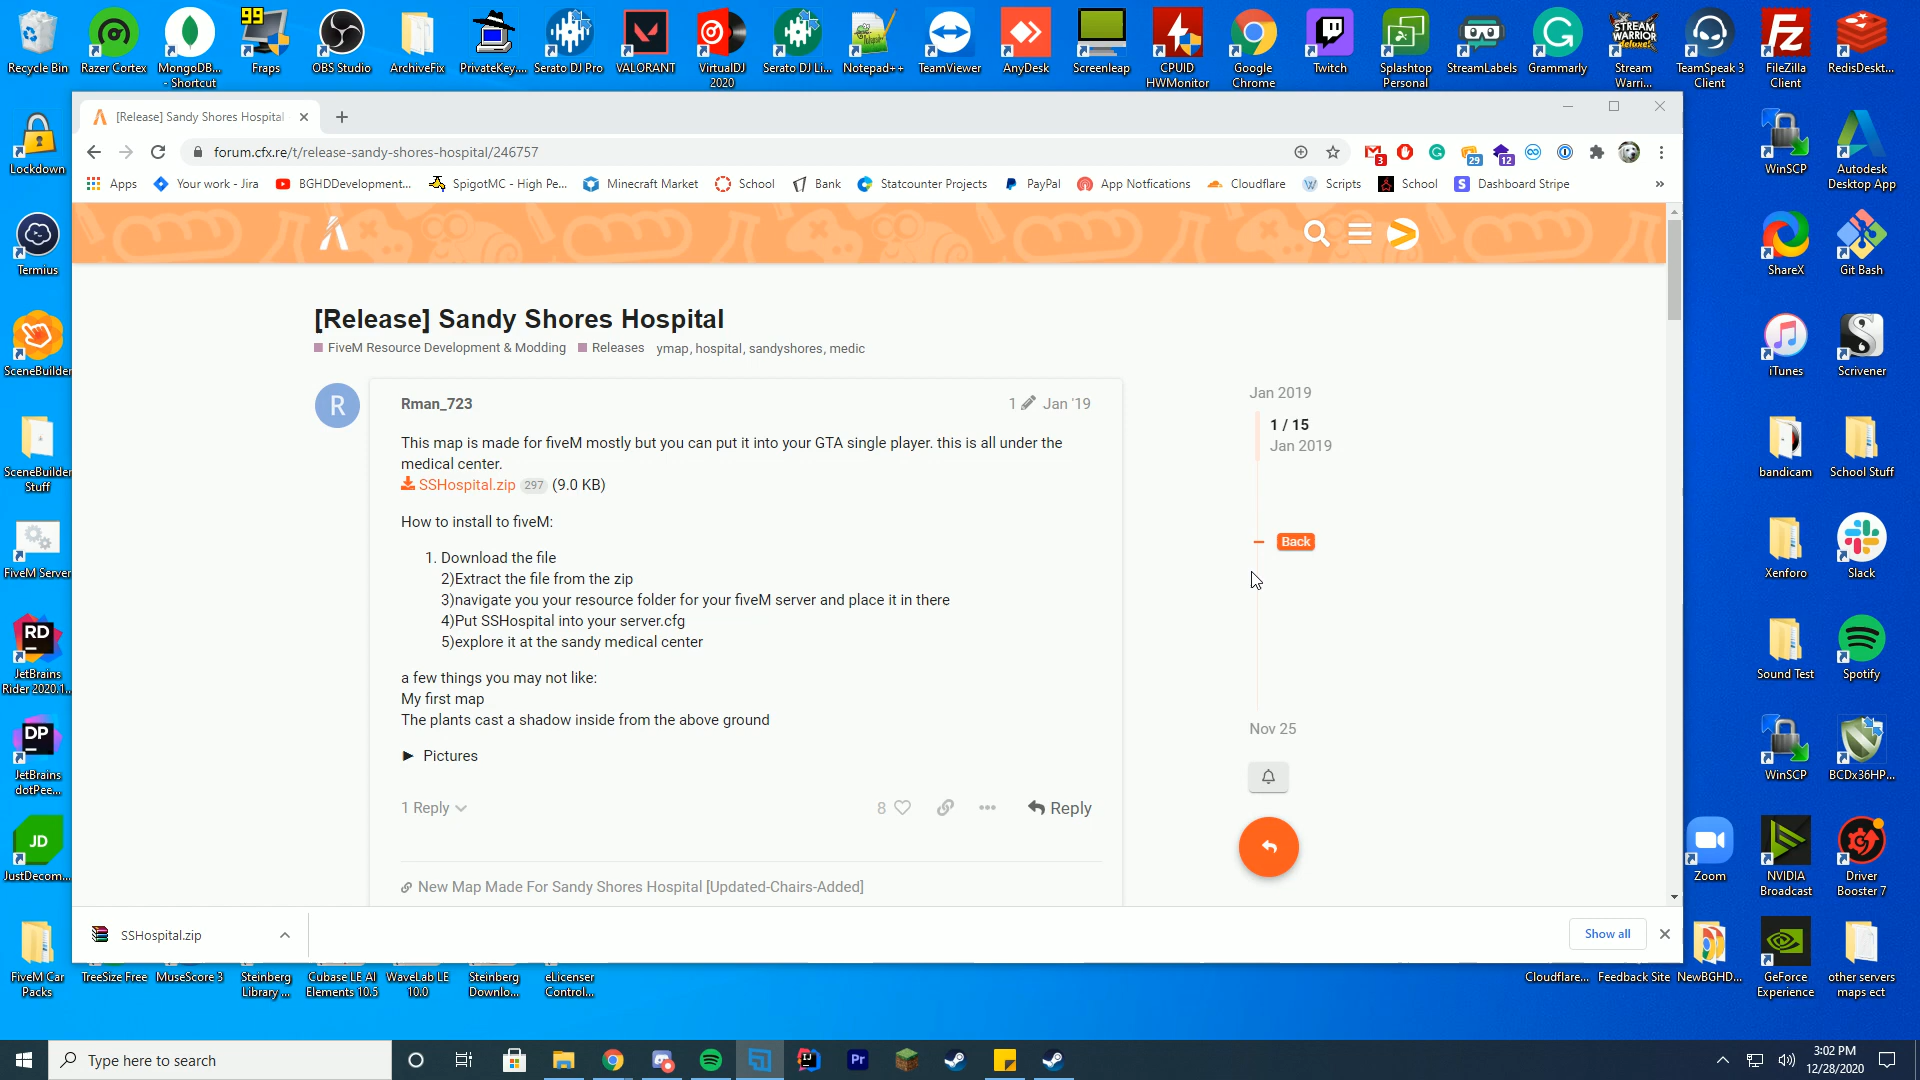 Recycle Bin
Razer Cortex
MongoDB... - Shortcut
99
Fraps
OBS Studio
ArchiveFix
PrivateKey....
Serato DJ Pro
VALORANT
VirtualDJ 2020
Serato DJ Li...
Notepad++
TeamViewer
AnyDesk
Screenleap
CPUID HWMonitor
Google Chrome
Twitch
Splashtop Personal
StreamLabels
Grammarly
STREAM WARRIOR deluxe!
Stream Warri...
TeamSpeak 3 Client
FileZilla Client
RedisDeskt...
[Release] Sandy Shores Hospital
forum.cfx.re/t/release-sandy-shores-hospital/246757
3
29
12
Apps
Your work - Jira
BGHDDevelopment...
SpigotMC - High Pe...
Minecraft Market
School
Bank
Statcounter Projects
PayPal
App Notfications
Cloudflare
Scripts
School
Dashboard Stripe
»
Lockdown
Termius
SceneBuilder
SceneBuilder Stuff
FiveM Server
RD
JetBrains Rider 2020.1...
DP
JetBrains dotPee...
JD
JustDecom...
FiveM Car Packs
[Release] Sandy Shores Hospital
FiveM Resource Development & Modding
Releases
ymap, hospital, sandyshores, medic
R
Rman_723
1
Jan '19
This map is made for fiveM mostly but you can put it into your GTA single player. this is all under the
medical center.
SSHospital.zip 297 (9.0 KB)
How to install to fiveM:
1. Download the file
2)Extract the file from the zip
3)navigate you your resource folder for your fiveM server and place it in there
4)Put SSHospital into your server.cfg
5)explore it at the sandy medical center
a few things you may not like:
My first map
The plants cast a shadow inside from the above ground
Pictures
1 Reply
8
Reply
New Map Made For Sandy Shores Hospital [Updated-Chairs-Added]
Jan 2019
1 / 15
Jan 2019
Back
Nov 25
SSHospital.zip
Show all
WinSCP
Autodesk Desktop App
ShareX
Git Bash
iTunes
Scrivener
bandicam
School Stuff
Xenforo
Slack
Sound Test
Spotify
WinSCP
BCDx36HP...
Zoom
NVIDIA Broadcast
Driver Booster 7
TreeSize Free
MuseScore 3
Steinberg Library ...
Cubase LE AI Elements 10.5
WaveLab LE 10.0
Steinberg Downlo...
eLicenser Control...
Cloudflare...
Feedback Site
NewBGHD...
GeForce Experience
other servers maps ect
Type here to search
Pr
3:02 PM
12/28/2020